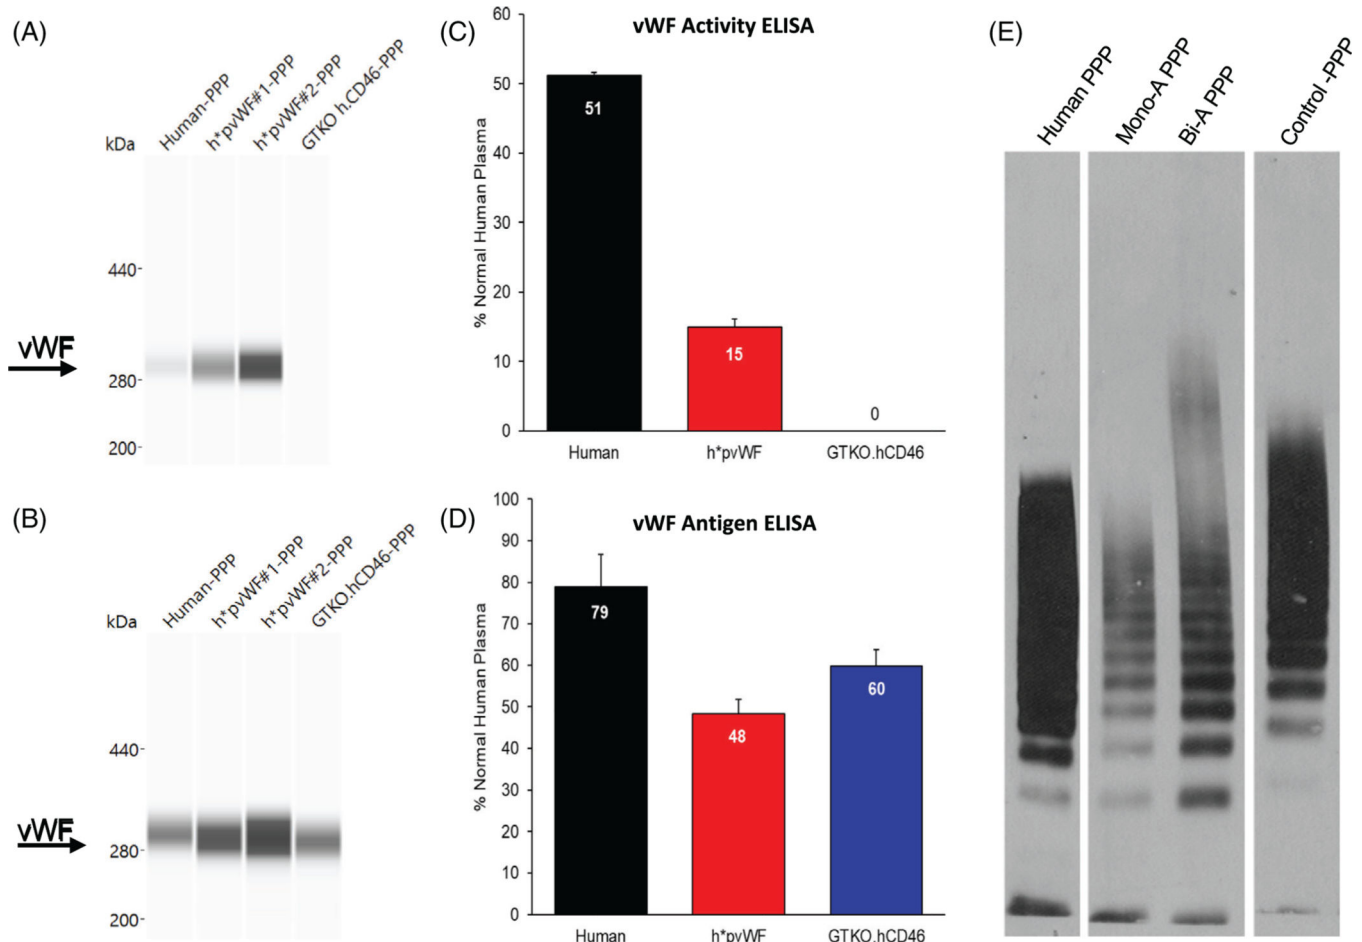 (A)
Human-PPP
h*pvWF#1-PPP
h*pvWF#2-PPP
GTKO h.CD46-PPP
kDa
440-
vWF
280-
200-
(B)
Human-PPP
h*pvWF#1-PPP
h*pvWF#2-PPP
GTKO.hCD46-PPP
kDa
440-
vWF
280-
200-
(C)
vWF Activity ELISA
% Normal Human Plasma
60
50
40
30
20
10
0
51
15
0
Human
h*pvWF
GTKO.hCD46
(D)
vWF Antigen ELISA
% Normal Human Plasma
100
90
80
70
60
50
40
30
20
10
0
79
48
60
Human
h*pvWF
GTKO.hCD46
(E)
Human PPP
Mono-A PPP
Bi-A PPP
Control -PPP